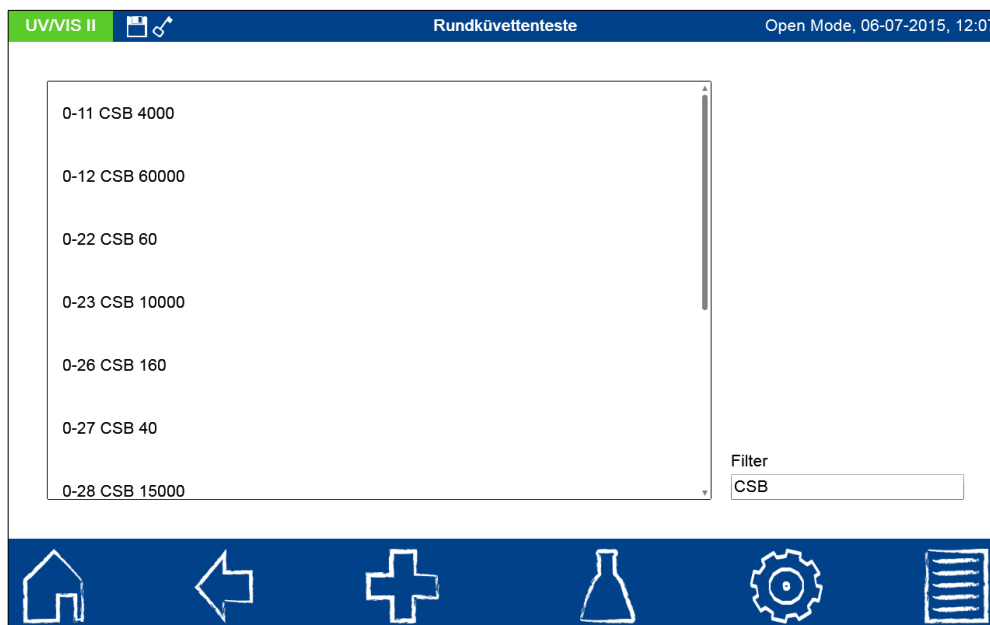 UV/VIS II Rundküvettenteste Open Mode, 06-07-2015, 12:07
0-11 CSB 4000
0-12 CSB 60000
0-22 CSB 60
0-23 CSB 10000
0-26 CSB 160
0-27 CSB 40
0-28 CSB 15000
Filter
CSB